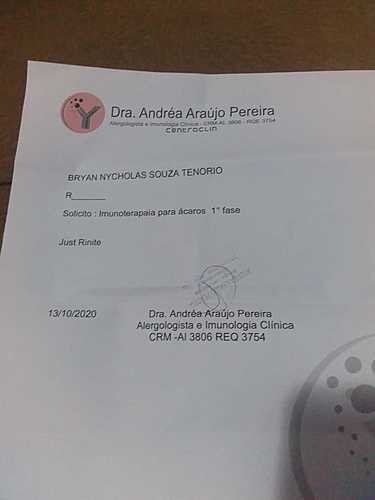 Dra. Andréa Araújo Pereira
Alergologista e Imunologia Clínica - CRM-AL 3806 - RQE 3754
CENTROCLIN
BRYAN NYCHOLAS SOUZA TENORIO
R_______
Solicito : Imunoterapaia para ácaros 1° fase
Just Rinite
13/10/2020
Dra. Andréa Araújo Pereira
Alergologista e Imunologia Clínica
CRM -Al 3806 REQ 3754